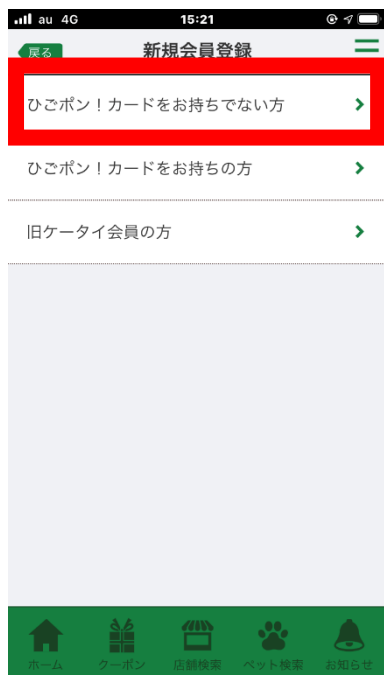 au 4G 15:21
戻る 新規会員登録
ひごポン！カードをお持ちでない方
ひごポン！カードをお持ちの方
旧ケータイ会員の方
ホーム クーポン 店舗検索 ペット検索 お知らせ